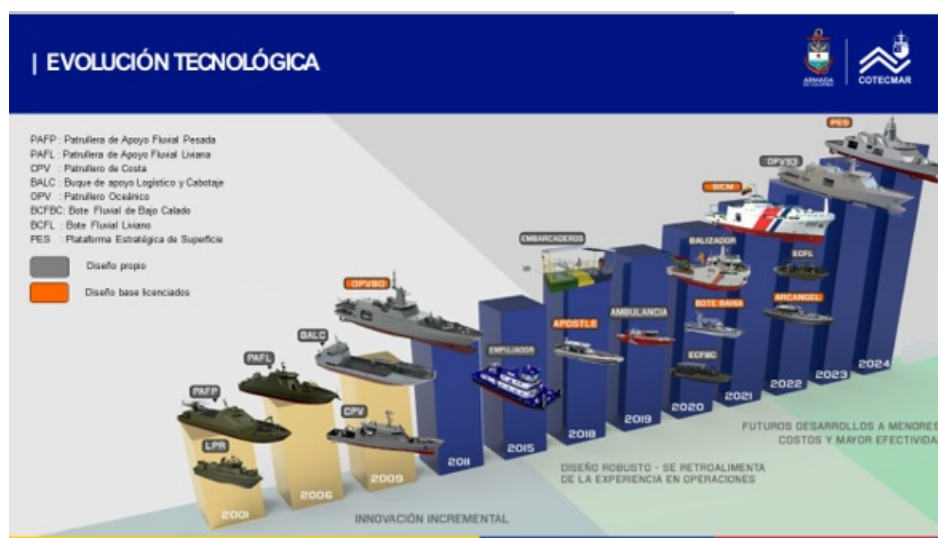 | EVOLUCIÓN TECNOLÓGICA
ARMADA
DE COLOMBIA
COTECMAR
PAFP : Patrullera de Apoyo Fluvial Pesada
PAFL : Patrullera de Apoyo Fluvial Liviana
CPV : Patrullero de Costa
BALC : Buque de apoyo Logístico y Cabotaje
OPV : Patrullero Oceánico
BCFBC: Bote Fluvial de Bajo Calado
BCFL : Bote Fluvial Liviano
PES : Plataforma Estratégica de Superficie
Diseño propio
Diseño base licenciados
PES
OPV93
BICM
EMBARCADEROS
BALIZADOR
ECFL
OPV80
BOTE BAHIA
ARCANGEL
APOSTLE
AMBULANCIA
BALC
EMPUJADOR
ECFBC
PAFL
PAFP
CPV
LPR
2001
2006
2009
2011
2015
2018
2019
2020
2021
2022
2023
2024
FUTUROS DESARROLLOS A MENORES
COSTOS Y MAYOR EFECTIVIDA
DISEÑO ROBUSTO - SE RETROALIMENTA
DE LA EXPERIENCIA EN OPERACIONES
INNOVACIÓN INCREMENTAL